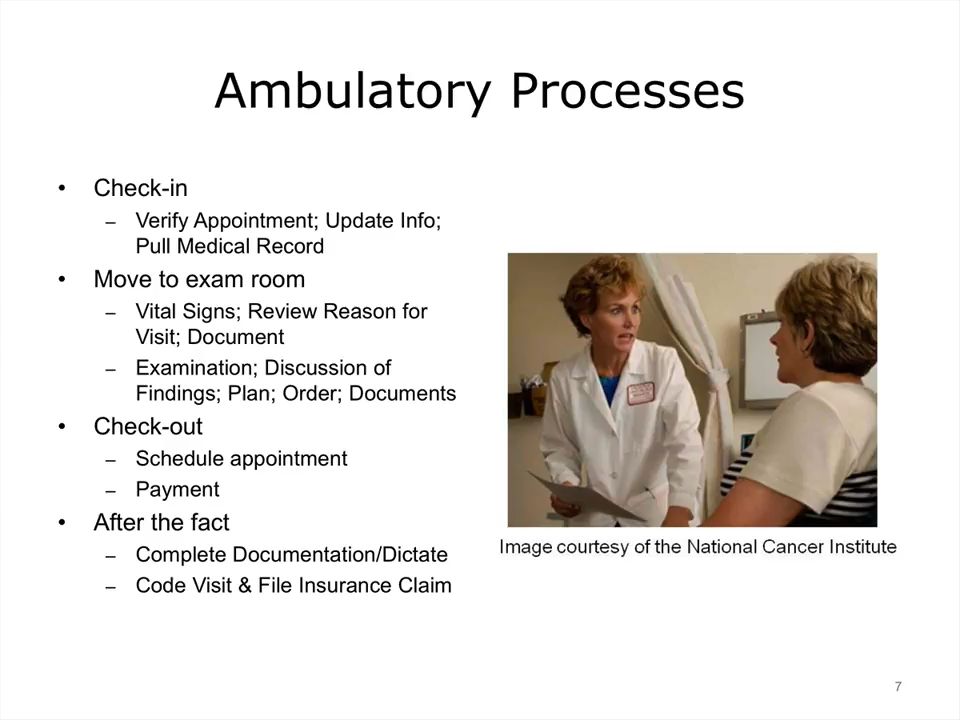 Ambulatory Processes
• Check-in
– Verify Appointment; Update Info;
Pull Medical Record
• Move to exam room
– Vital Signs; Review Reason for
Visit; Document
– Examination; Discussion of
Findings; Plan; Order; Documents
• Check-out
– Schedule appointment
– Payment
• After the fact
– Complete Documentation/Dictate
– Code Visit & File Insurance Claim
Image courtesy of the National Cancer Institute
7